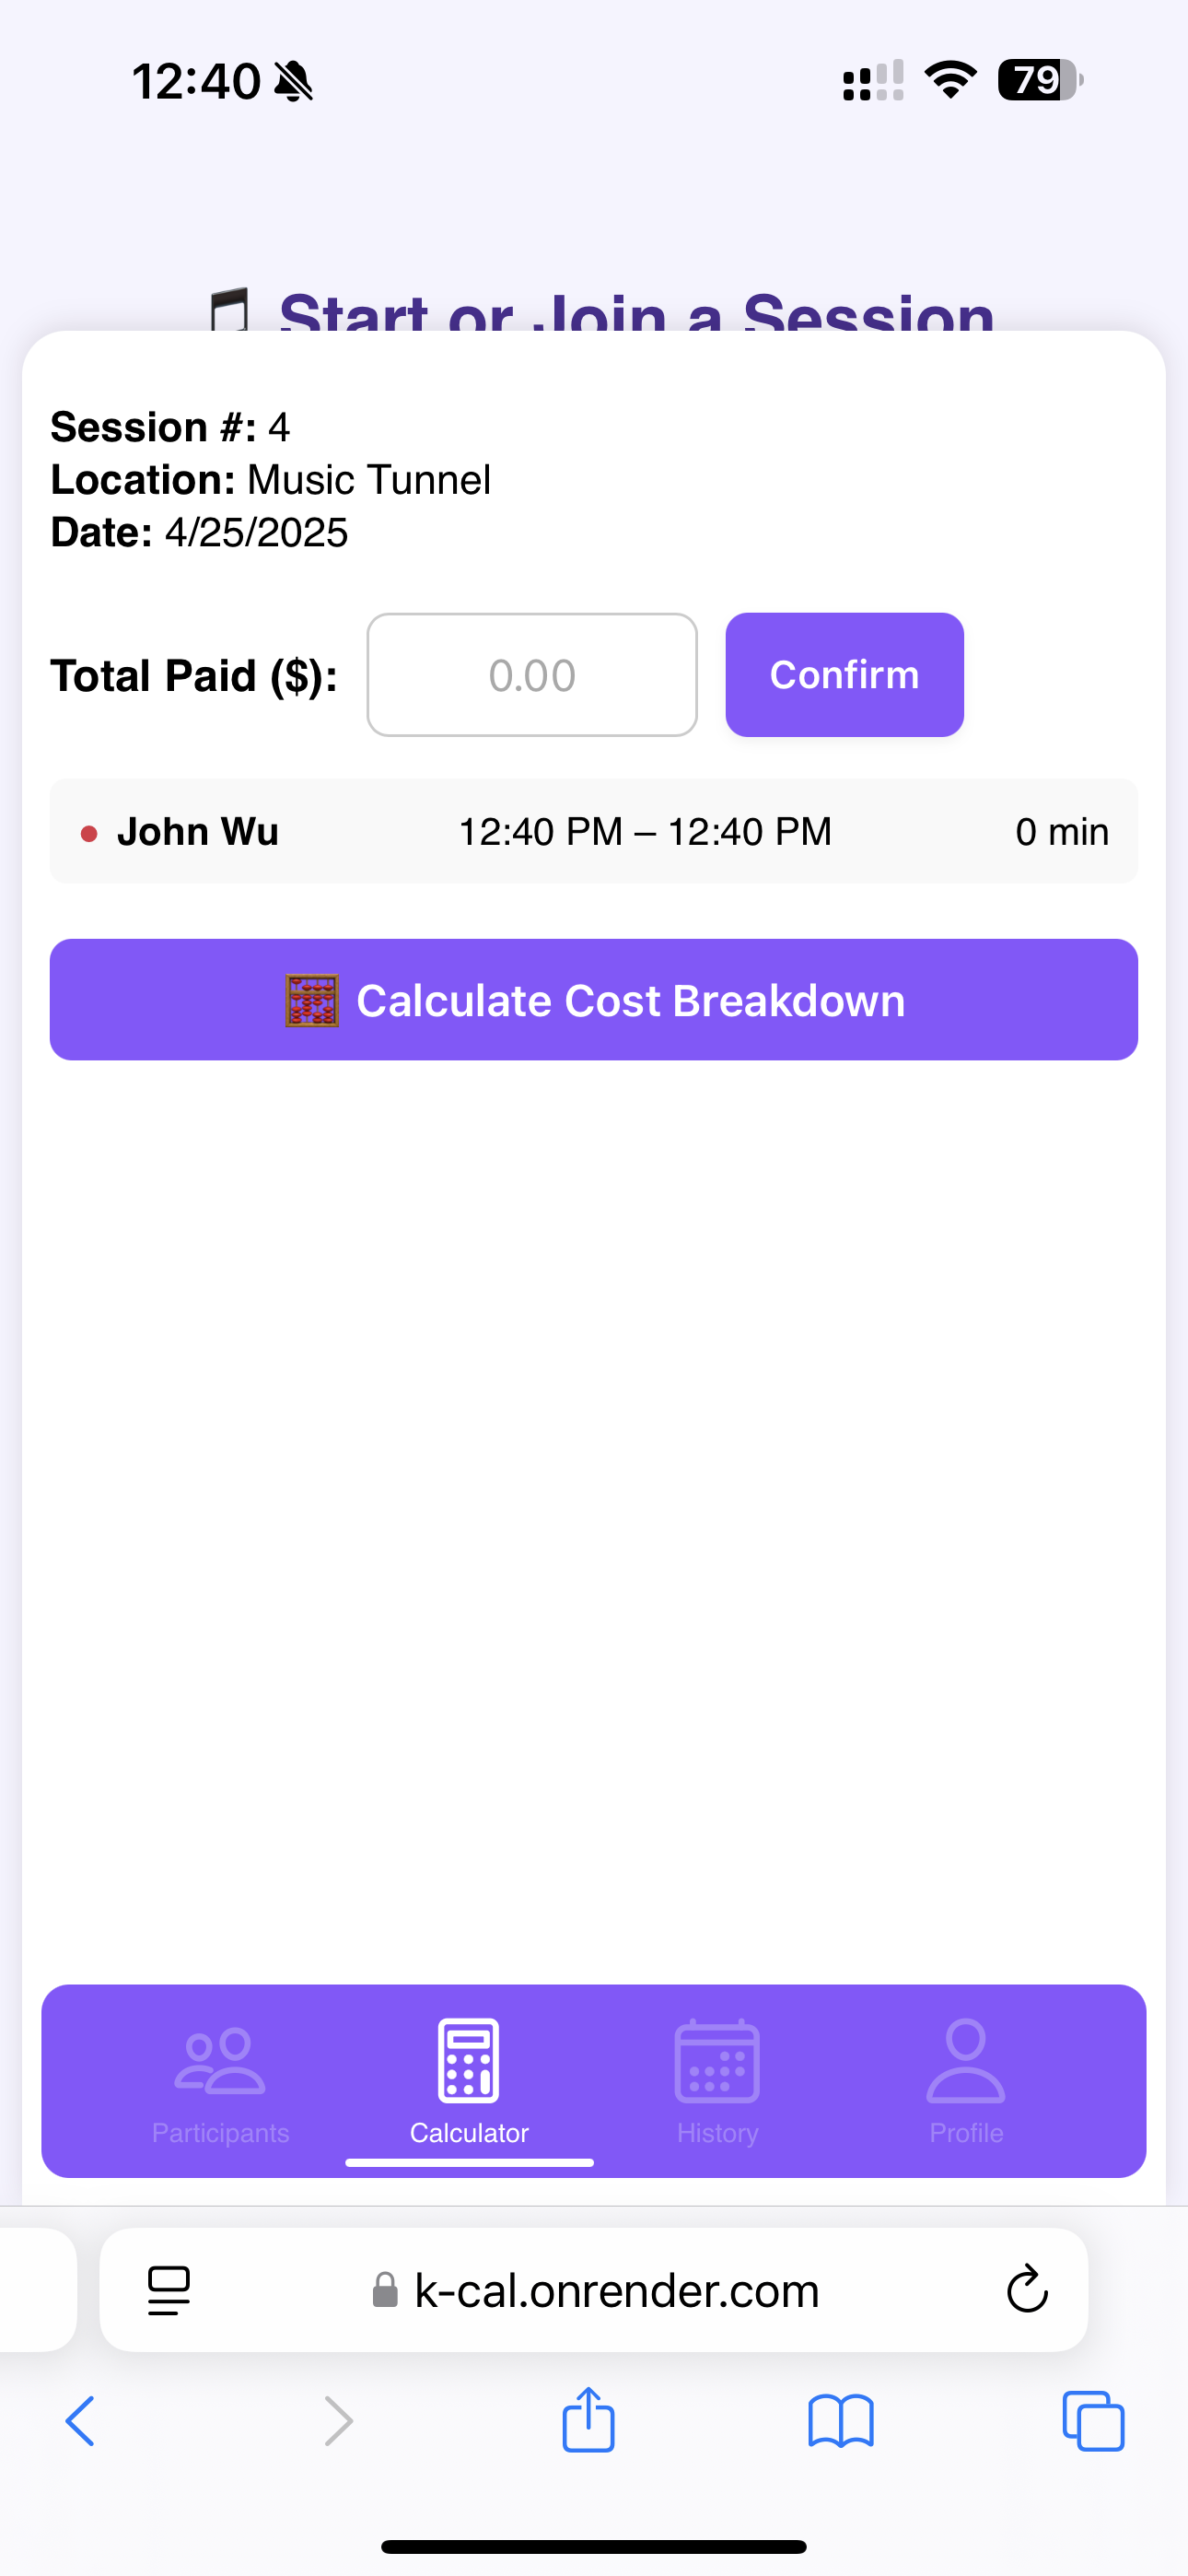 12:40
79
🎵 Start or Join a Session
Session #: 4
Location: Music Tunnel
Date: 4/25/2025
Total Paid ($): 0.00 Confirm
John Wu 12:40 PM – 12:40 PM 0 min
🧮 Calculate Cost Breakdown
Participants Calculator History Profile
k-cal.onrender.com